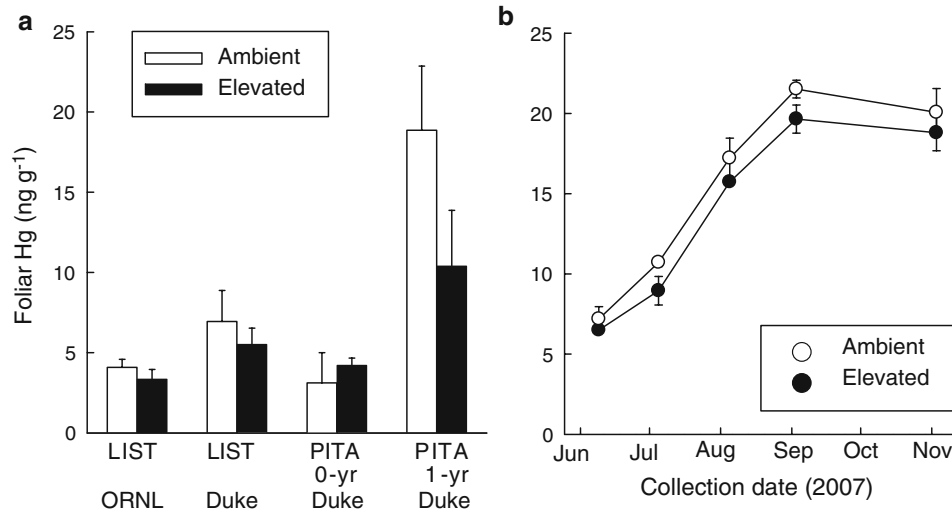 a
Foliar Hg (ng g-1)
25
20
15
10
5
0
Ambient
Elevated
LIST LIST PITA PITA
0-yr 1-yr
ORNL Duke Duke Duke
b
25
20
15
10
5
0
Ambient
Elevated
Jun Jul Aug Sep Oct Nov
Collection date (2007)